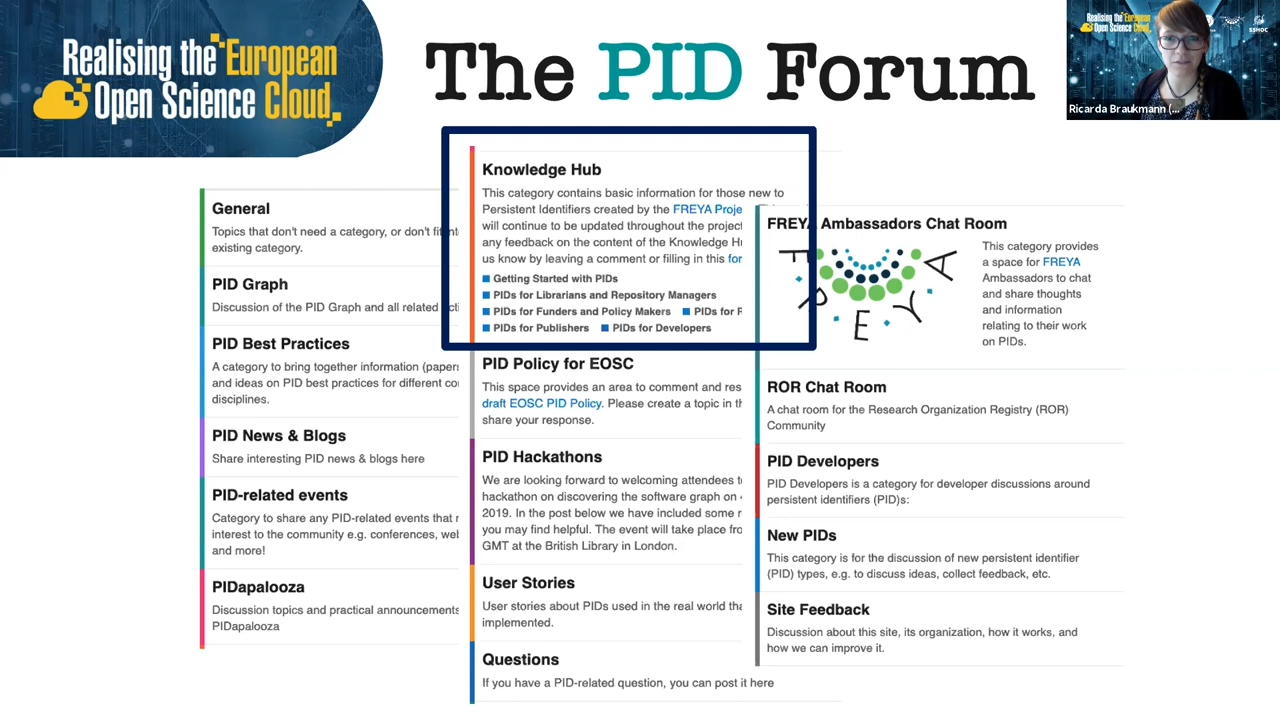 Realising the European
Open Science Cloud
The PID Forum
Realising the European
Open Science Cloud
SSHOC
Ricarda Braukmann (...
General
Topics that don't need a category, or don't fit into
existing category.
PID Graph
Discussion of the PID Graph and all related acti
PID Best Practices
A category to bring together information (papers
and ideas on PID best practices for different co
disciplines.
PID News & Blogs
Share interesting PID news & blogs here
PID-related events
Category to share any PID-related events that
interest to the community e.g. conferences, web
and more!
PIDapalooza
Discussion topics and practical announcements
PIDapalooza
Knowledge Hub
This category contains basic information for those new to
Persistent Identifiers created by the FREYA Proje
will continue to be updated throughout the project
any feedback on the content of the Knowledge Hu
us know by leaving a comment or filling in this for
Getting Started with PIDs
PIDs for Librarians and Repository Managers
PIDs for Funders and Policy Makers PIDs for R
PIDs for Publishers PIDs for Developers
PID Policy for EOSC
This space provides an area to comment and res
draft EOSC PID Policy. Please create a topic in th
share your response.
PID Hackathons
We are looking forward to welcoming attendees to
hackathon on discovering the software graph on
2019. In the post below we have included some r
you may find helpful. The event will take place fro
GMT at the British Library in London.
User Stories
User stories about PIDs used in the real world tha
implemented.
Questions
If you have a PID-related question, you can post it here
FREYA Ambassadors Chat Room
FREYA
This category provides
a space for FREYA
Ambassadors to chat
and share thoughts
and information
relating to their work
on PIDs.
ROR Chat Room
A chat room for the Research Organization Registry (ROR)
Community
PID Developers
PID Developers is a category for developer discussions around
persistent identifiers (PID)s:
New PIDs
This category is for the discussion of new persistent identifier
(PID) types, e.g. to discuss ideas, collect feedback, etc.
Site Feedback
Discussion about this site, its organization, how it works, and
how we can improve it.